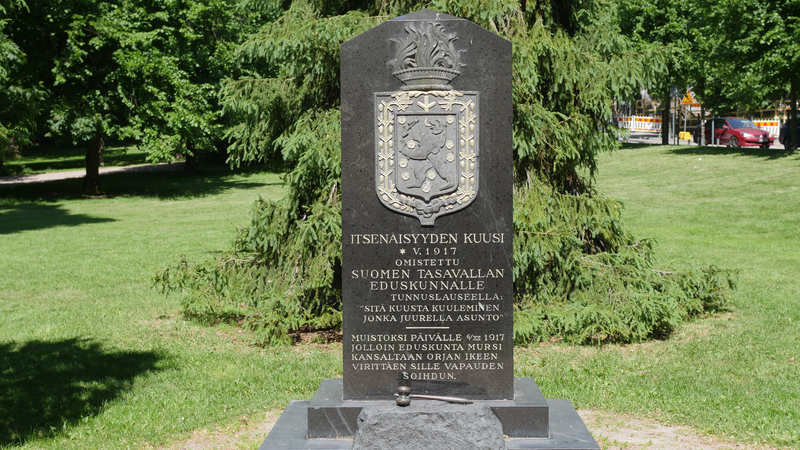 ITSENÄISYYDEN KUUSI
* V. 1917
OMISTETTU
SUOMEN TASAVALLAN
EDUSKUNNALLE
TUNNUSLAUSEELLA:
"SITÄ KUUSTA KUULEMINEN
JONKA JUURELLA ASUNTO"
MUISTOKSI PÄIVÄLLE 6/XII 1917
JOLLOIN EDUSKUNTA MURSI
KANSALTAAN ORJAN IKEEN
VIRITTÄEN SILLE VAPAUDEN
SOIHDUN.